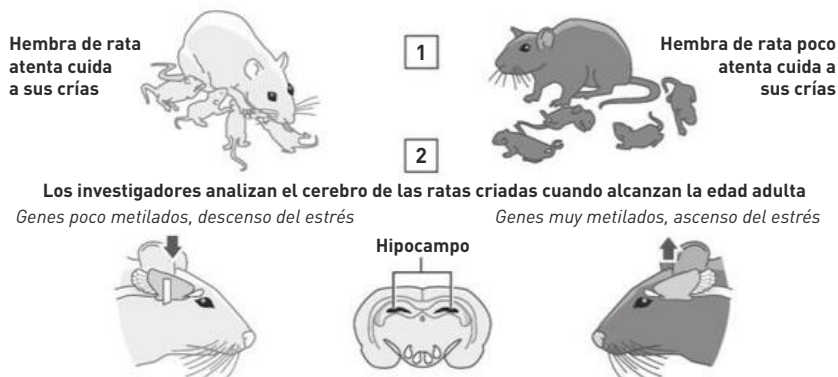 Hembra de rata
atenta cuida
a sus crías
1
Hembra de rata poco
atenta cuida a
sus crías
2
Los investigadores analizan el cerebro de las ratas criadas cuando alcanzan la edad adulta
Genes poco metilados, descenso del estrés
Genes muy metilados, ascenso del estrés
Hipocampo